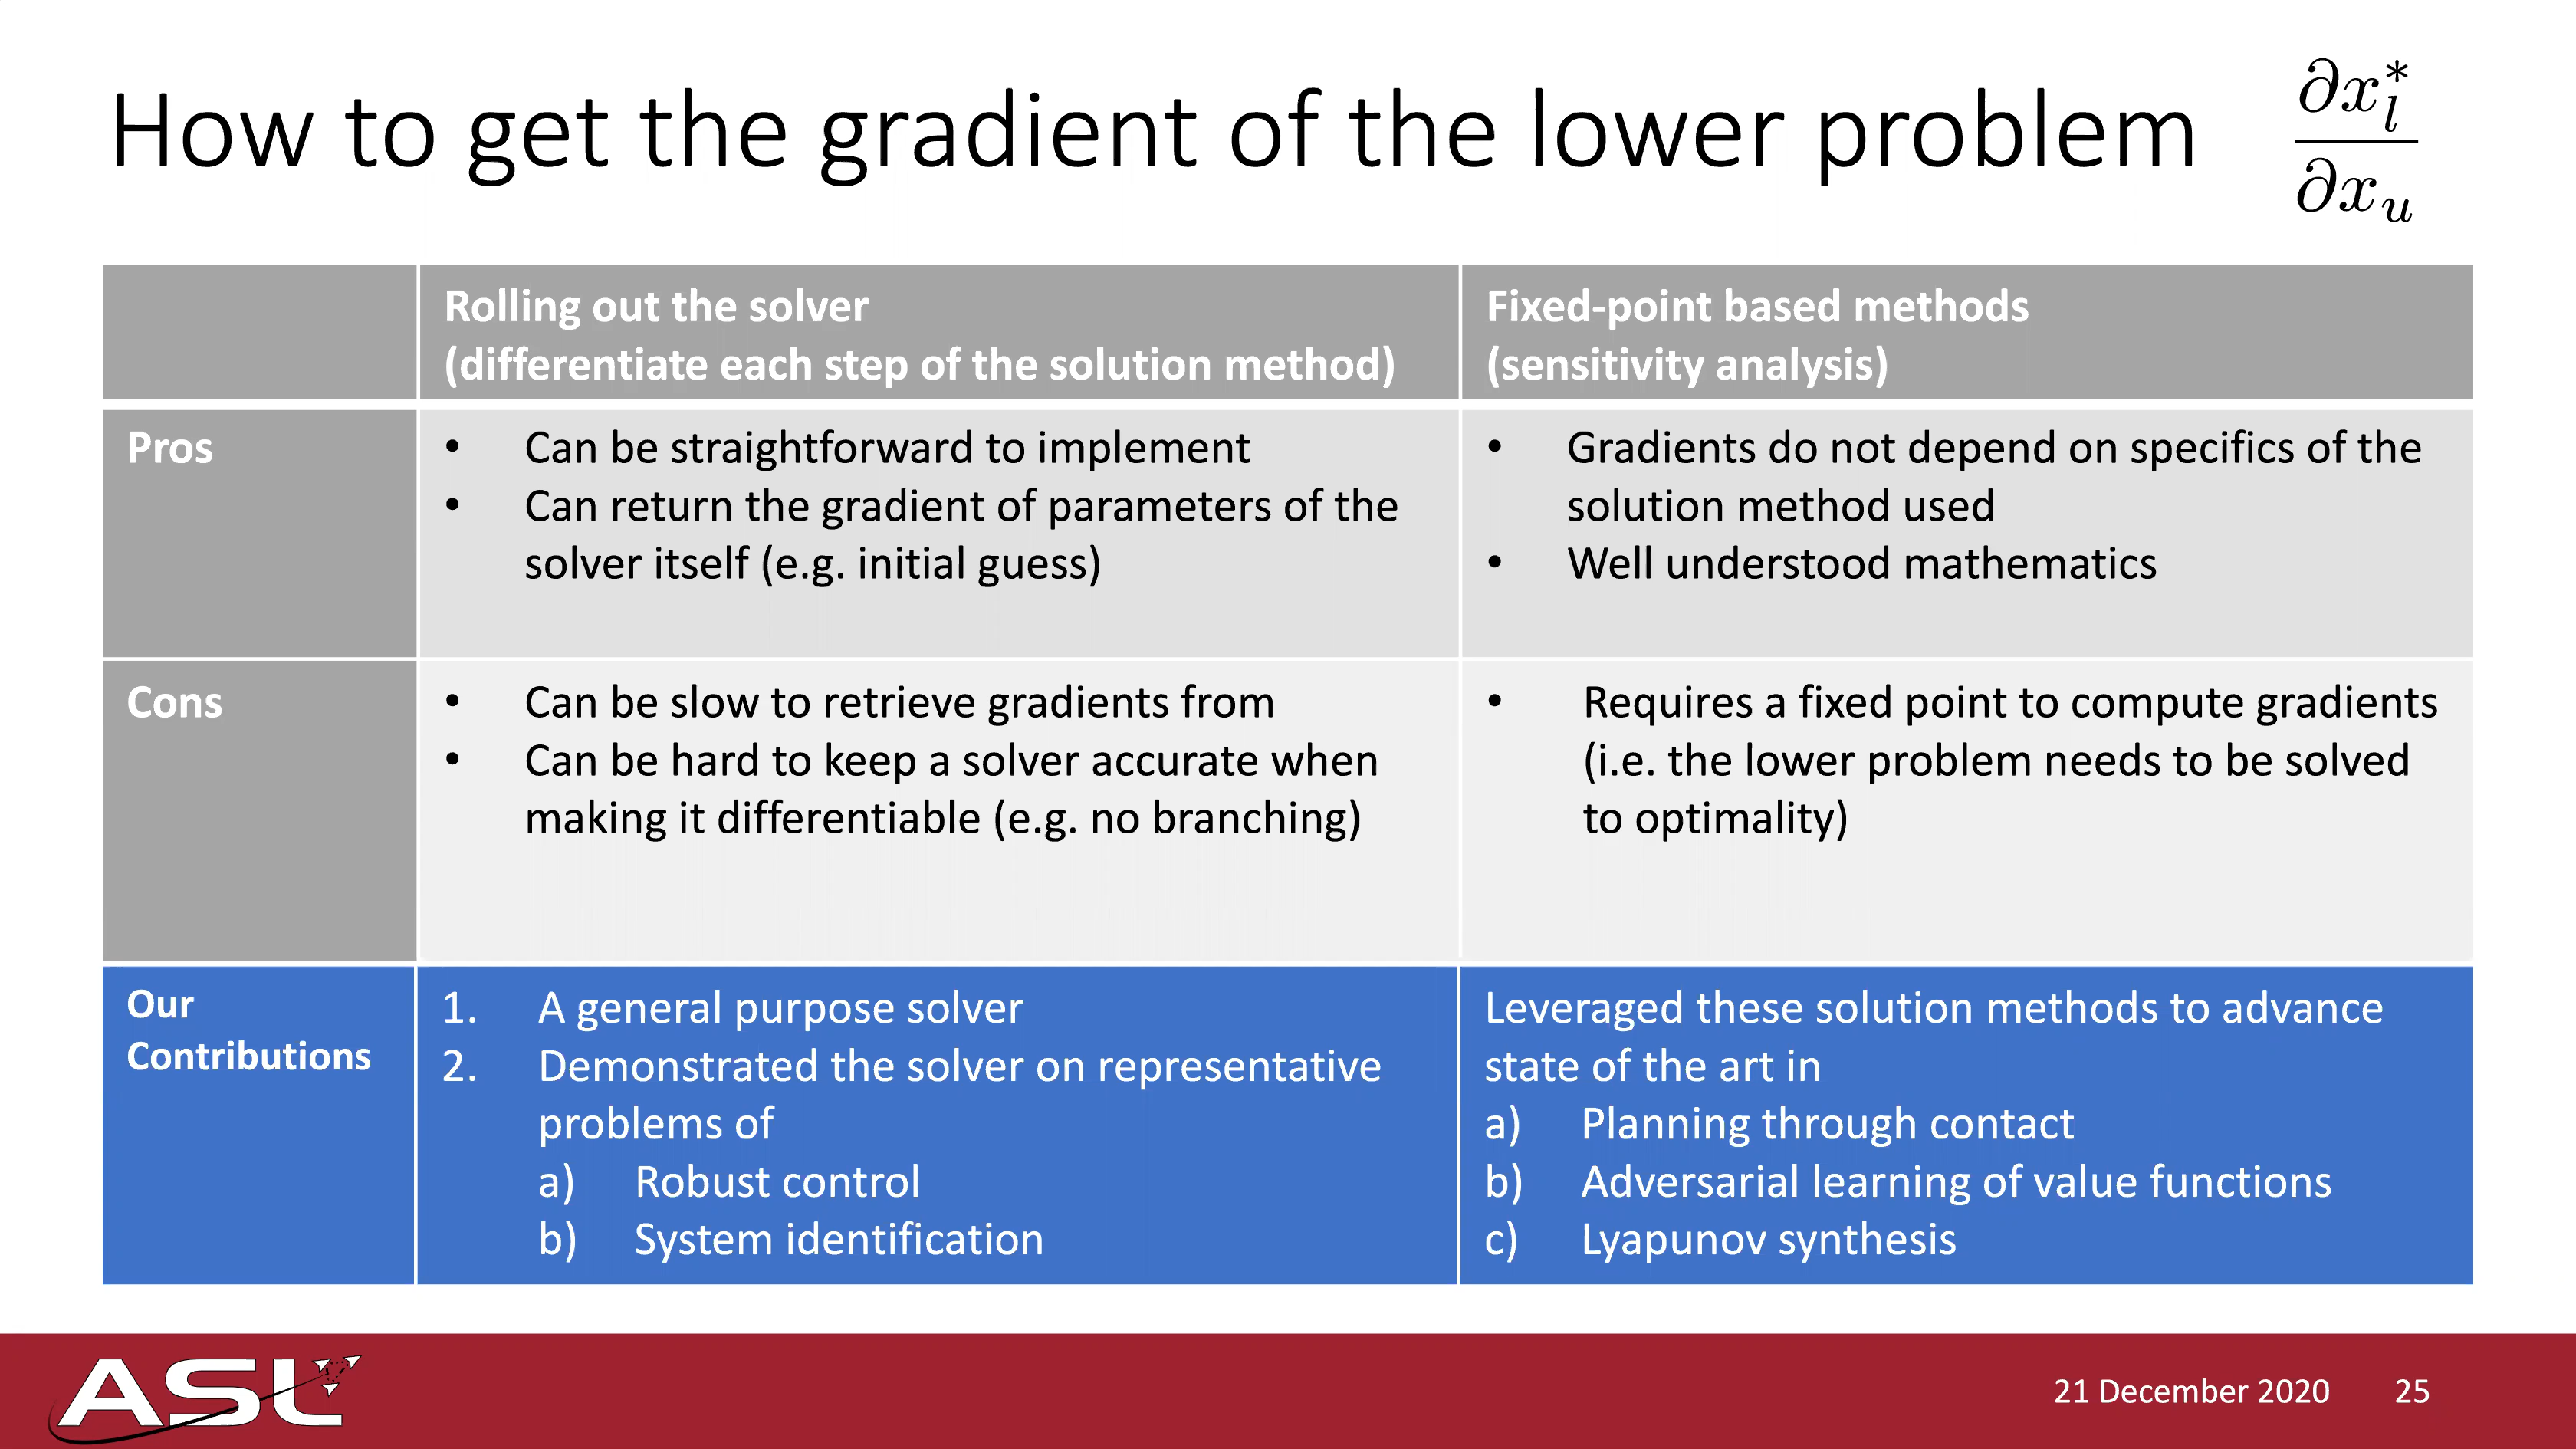 How to get the gradient of the lower problem
∂x_l^*
∂x_u
Rolling out the solver
(differentiate each step of the solution method)
Fixed-point based methods
(sensitivity analysis)
Pros
• Can be straightforward to implement
• Can return the gradient of parameters of the
solver itself (e.g. initial guess)
• Gradients do not depend on specifics of the
solution method used
• Well understood mathematics
Cons
• Can be slow to retrieve gradients from
• Can be hard to keep a solver accurate when
making it differentiable (e.g. no branching)
• Requires a fixed point to compute gradients
(i.e. the lower problem needs to be solved
to optimality)
Our
Contributions
1. A general purpose solver
2. Demonstrated the solver on representative
problems of
a) Robust control
b) System identification
Leveraged these solution methods to advance
state of the art in
a) Planning through contact
b) Adversarial learning of value functions
c) Lyapunov synthesis
ASL
21 December 2020 25